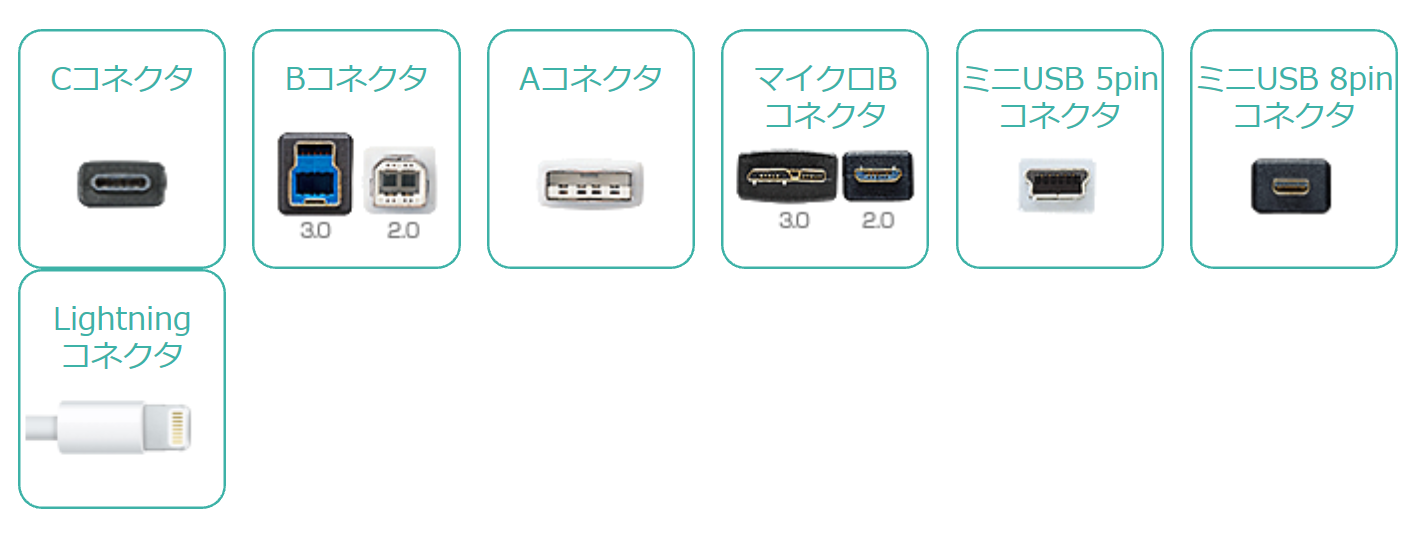 Cコネクタ
Bコネクタ
3.0
2.0
Aコネクタ
マイクロB
コネクタ
3.0
2.0
ミニUSB 5pin
コネクタ
ミニUSB 8pin
コネクタ
Lightning
コネクタ